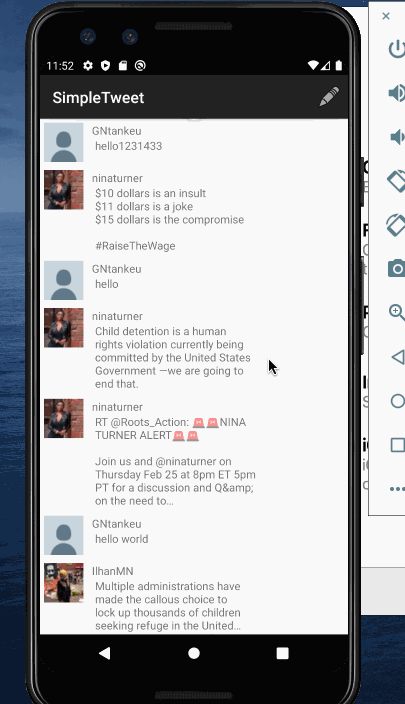 11:52
SimpleTweet
GNtankeu
hello1231433
ninaturner
$10 dollars is an insult
$11 dollars is a joke
$15 dollars is the compromise
#RaiseTheWage
GNtankeu
hello
ninaturner
Child detention is a human
rights violation currently being
committed by the United States
Government —we are going to
end that.
ninaturner
RT @Roots_Action: 🚨🚨NINA
TURNER ALERT🚨🚨
Join us and @ninaturner on
Thursday Feb 25 at 8pm ET 5pm
PT for a discussion and Q&amp;
on the need to…
GNtankeu
hello world
IlhanMN
Multiple administrations have
made the callous choice to
lock up thousands of children
seeking refuge in the United…